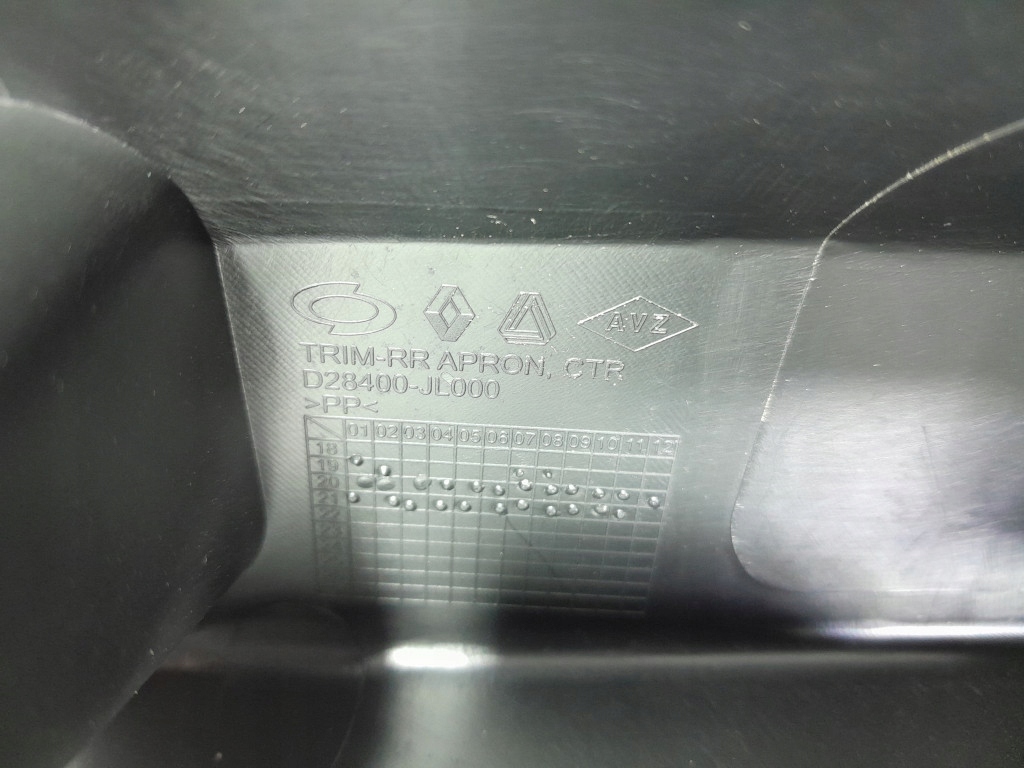 AVZ
TRIM-RR APRON, CTR
D28400-JL000
>PP<
01 02 03 04 05 06 07 08 09 10 11 12
18
19
20
21